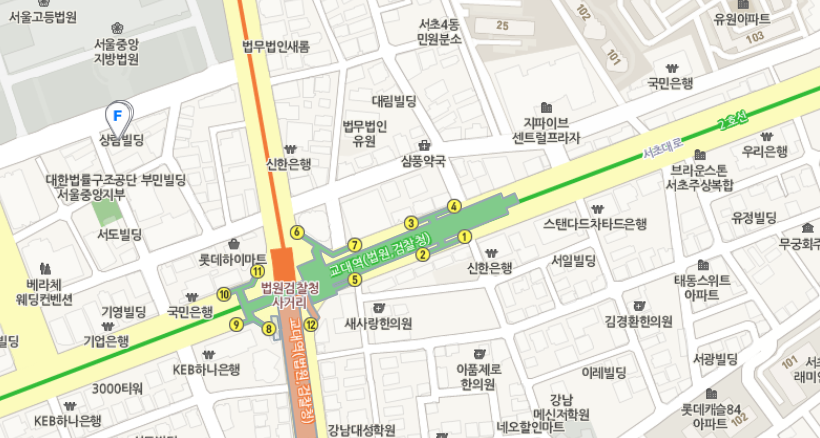 서울고등법원
서울중앙
지방법원
법무법인새롬
서초4동
민원분소
25
102
101
유원아파트
103
국민은행
F
상림빌딩
대림빌딩
법무법인
유원
지파이브
센트럴프라자
2호선
서초대로
신한은행
삼풍약국
우리은행
브라운스톤
서초주상복합
대한법률구조공단
서울중앙지부
부민빌딩
서도빌딩
6
7
3
4
1
2
5
교대역(법원.검찰청)
스탠다드차타드은행
유정빌딩
무궁화주
롯데하이마트
11
10
9
8
12
법원검찰청
사거리
교대역(법원.검찰청)
신한은행
서일빌딩
태동스위트
아파트
베라체
웨딩컨벤션
기영빌딩
국민은행
기업은행
빌딩
새사랑한의원
김경환한의원
KEB하나은행
3000티워
KEB하나은행
이품제로
한의원
이레빌딩
서광빌딩
101
서초
래미안
강남
메신저학원
네오할인마트
강남대성학원
롯데캐슬84
아파트
102